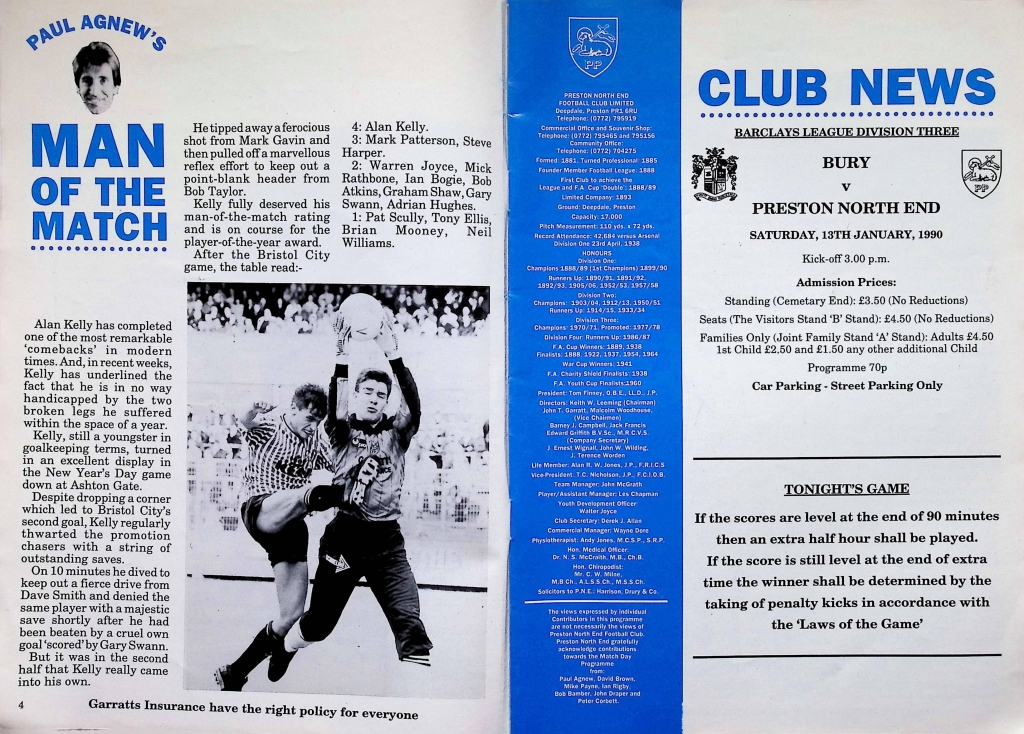 PAUL AGNEW'S
MAN
OF THE
MATCH
Alan Kelly has completed
one of the most remarkable
'comebacks' in modern
times. And, in recent weeks,
Kelly has underlined the
fact that he is in no way
handicapped by the two
broken legs he suffered
within the space of a year.
Kelly, still a youngster in
goalkeeping terms, turned
in an excellent display in
the New Year's Day game
down at Ashton Gate.
Despite dropping a corner
which led to Bristol City's
second goal, Kelly regularly
thwarted the promotion
chasers with a string of
outstanding saves.
On 10 minutes he dived to
keep out a fierce drive from
Dave Smith and denied the
same player with a majestic
save shortly after he had
been beaten by a cruel own
goal 'scored' by Gary Swann.
But it was in the second
half that Kelly really came
into his own.
He tipped away a ferocious
shot from Mark Gavin and
then pulled off a marvellous
reflex effort to keep out a
point-blank header from
Bob Taylor.
Kelly fully deserved his
man-of-the-match rating
and is on course for the
player-of-the-year award.
After the Bristol City
game, the table read:-
4: Alan Kelly.
3: Mark Patterson, Steve
Harper.
2: Warren Joyce, Mick
Rathbone, Ian Bogie, Bob
Atkins, Graham Shaw, Gary
Swann, Adrian Hughes.
1: Pat Scully, Tony Ellis,
Brian Mooney, Neil
Williams.
4
Garratts Insurance have the right policy for everyone
PP
PRESTON NORTH END
FOOTBALL CLUB LIMITED
Deepdale, Preston PR1 6RU
Telephone: (0772) 795919
Commercial Office and Souvenir Shop:
Telephone: (0772) 795465 and 795156
Community Office:
Telephone: (0772) 704275
Formed: 1881. Turned Professional: 1885
Founder Member Football League: 1888
First Club to achieve the
League and F.A. Cup 'Double': 1888/89
Limited Company: 1893
Ground: Deepdale, Preston
Capacity: 17,000
Pitch Measurement: 110 yds. x 72 yds.
Record Attendance: 42,684 versus Arsenal
Division One 23rd April, 1938
HONOURS
Division One:
Champions 1888/89 (1st Champions) 1899/90
Runners Up: 1890/91, 1891/92,
1892/93, 1905/06, 1952/53, 1957/58
Division Two:
Champions: 1903/04, 1912/13, 1950/51
Runners Up: 1914/15, 1933/34
Division Three:
Champions: 1970/71. Promoted: 1977/78
Division Four: Runners Up: 1986/87
F.A. Cup Winners: 1889, 1938
Finalists: 1888, 1922, 1937, 1954, 1964
War Cup Winners: 1941
F.A. Charity Shield Finalists: 1938
F.A. Youth Cup Finalists:1960
President: Tom Finney, O.B.E., LL.D., J.P.
Directors: Keith W. Leeming (Chairman)
John T. Garratt, Malcolm Woodhouse,
(Vice Chairmen)
Barney J. Campbell, Jack Francis
Edward Griffith B.V.Sc., M.R.C.V.S.
(Company Secretary)
J. Ernest Wignall, John W. Wilding,
J. Terence Worden
Life Member: Alan R. W. Jones, J.P., F.R.I.C.S
Vice-President: T.C. Nicholson, J.P., F.C.I.O.B.
Team Manager: John McGrath
Player/Assistant Manager: Les Chapman
Youth Development Officer
Walter Joyce
Club Secretary: Derek J. Allan
Commercial Manager: Wayne Dore
Physiotherapist: Andy Jones, M.C.S.P., S.R.P.
Hon. Medical Officer:
Dr. N. S. McCraith, M.B., Ch.B.
Hon. Chiropodist:
Mr. C. W. Milne,
M.B Ch., A.L.S.S. Ch., M.S.S.Ch.
Solicitors to P.N.E.: Harrison, Drury & Co.
The views expressed by individual
Contributors in this programme
are not necessarily the views of
Preston North End Football Club.
Preston North End gratefully
acknowledge contributions
towards the Match Day
Programme
from:
Paul Agnew, David Brown,
Mike Payne, Ian Rigby,
Bob Bamber, John Draper and
Peter Corbett.
CLUB NEWS
BARCLAYS LEAGUE DIVISION THREE
BURY
v
PRESTON NORTH END
PP
SATURDAY, 13TH JANUARY, 1990
Kick-off 3.00 p.m.
Admission Prices:
Standing (Cemetary End): £3.50 (No Reductions)
Seats (The Visitors Stand 'B' Stand): £4.50 (No Reductions)
Families Only (Joint Family Stand 'A' Stand): Adults £4.50
1st Child £2.50 and £1.50 any other additional Child
Programme 70p
Car Parking - Street Parking Only
TONIGHT'S GAME
If the scores are level at the end of 90 minutes
then an extra half hour shall be played.
If the score is still level at the end of extra
time the winner shall be determined by the
taking of penalty kicks in accordance with
the 'Laws of the Game'